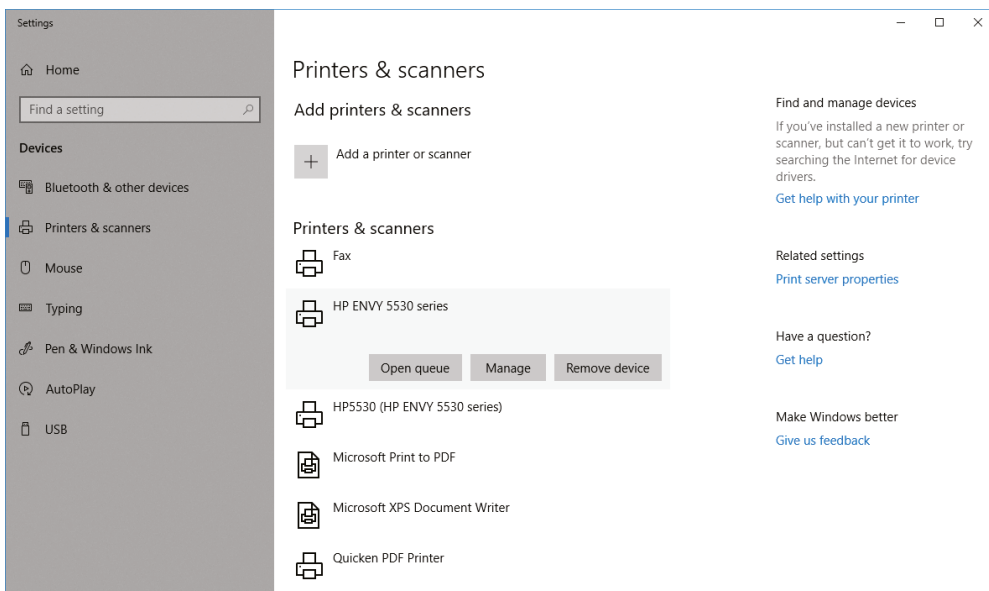 Settings
Home
Find a setting
Devices
Bluetooth & other devices
Printers & scanners
Mouse
Typing
Pen & Windows Ink
AutoPlay
USB
Printers & scanners
Add printers & scanners
Add a printer or scanner
Printers & scanners
Fax
HP ENVY 5530 series
Open queue
Manage
Remove device
HP5530 (HP ENVY 5530 series)
Microsoft Print to PDF
Microsoft XPS Document Writer
Quicken PDF Printer
Find and manage devices
If you've installed a new printer or
scanner, but can't get it to work, try
searching the Internet for device
drivers.
Get help with your printer
Related settings
Print server properties
Have a question?
Get help
Make Windows better
Give us feedback